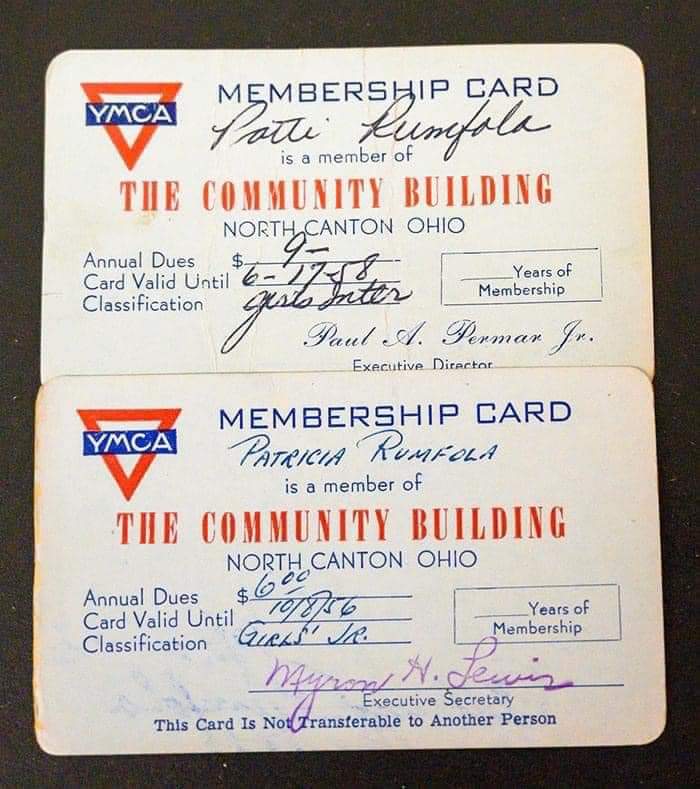 YMCA
MEMBERSHIP CARD
Patti Rumfola
is a member of
THE COMMUNITY BUILDING
NORTH CANTON OHIO
Annual Dues $ 9-
Card Valid Until 6-17-58
Classification Girls Inter
Years of
Membership
Paul A. Permar Jr.
Executive Director
YMCA
MEMBERSHIP CARD
PATRICIA RUMFOLA
is a member of
THE COMMUNITY BUILDING
NORTH CANTON OHIO
Annual Dues $ 6.00
Card Valid Until 10/8/56
Classification GIRLS' JR.
Years of
Membership
Myron H. Lewis
Executive Secretary
This Card Is Not Transferable to Another Person